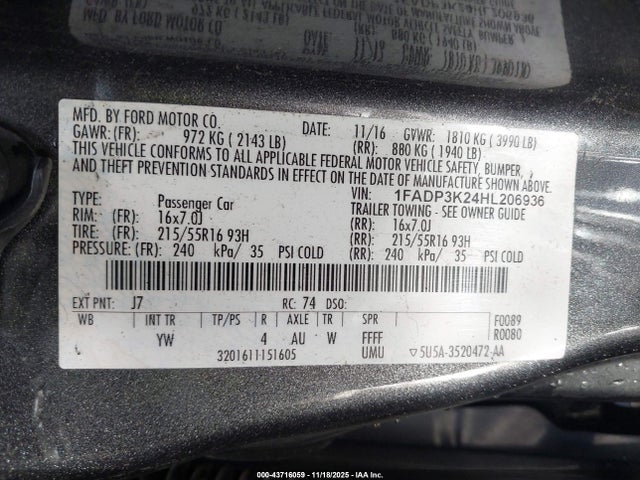 MFD. BY FORD MOTOR CO.
DATE: 11/16 GVWR: 1810 KG ( 3990 LB)
GAWR: (FR): 972 KG ( 2143 LB) (RR): 880 KG ( 1940 LB)
THIS VEHICLE CONFORMS TO ALL APPLICABLE FEDERAL MOTOR VEHICLE SAFETY, BUMPER,
AND THEFT PREVENTION STANDARDS IN EFFECT ON THE DATE OF MANUFACTURE SHOWN ABOVE.
VIN: 1FADP3K24HL206936
TYPE: Passenger Car TRAILER TOWING - SEE OWNER GUIDE
RIM: (FR) 16x7.0J (RR): 16x7.0J
TIRE: (FR) 215/55R16 93H (RR): 215/55R16 93H
PRESSURE: (FR) 240 kPa/ 35 PSI COLD (RR): 240 kPa/ 35 PSI COLD
EXT PNT: J7 RC: 74 DSO:
WB INT TR TP/PS R AXLE TR SPR F0089
YW 4 AU W FFFF R0080
3201611151605 UMU ▽5U5A-3520472-AA
000-43716059 - 11/18/2025 - IAAI.COM